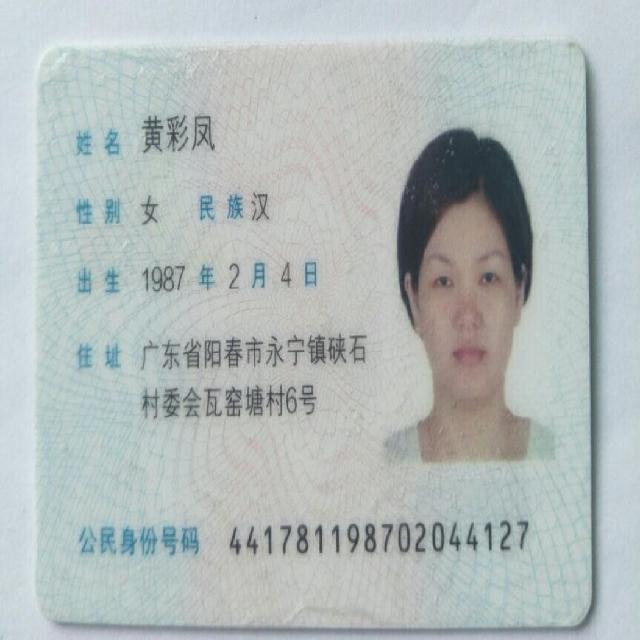 姓名 黄彩凤
性别 女 民族 汉
出生 1987 年 2 月 4 日
住址 广东省阳春市永宁镇硖石
村委会瓦窑塘村6号
公民身份号码 441781198702044127